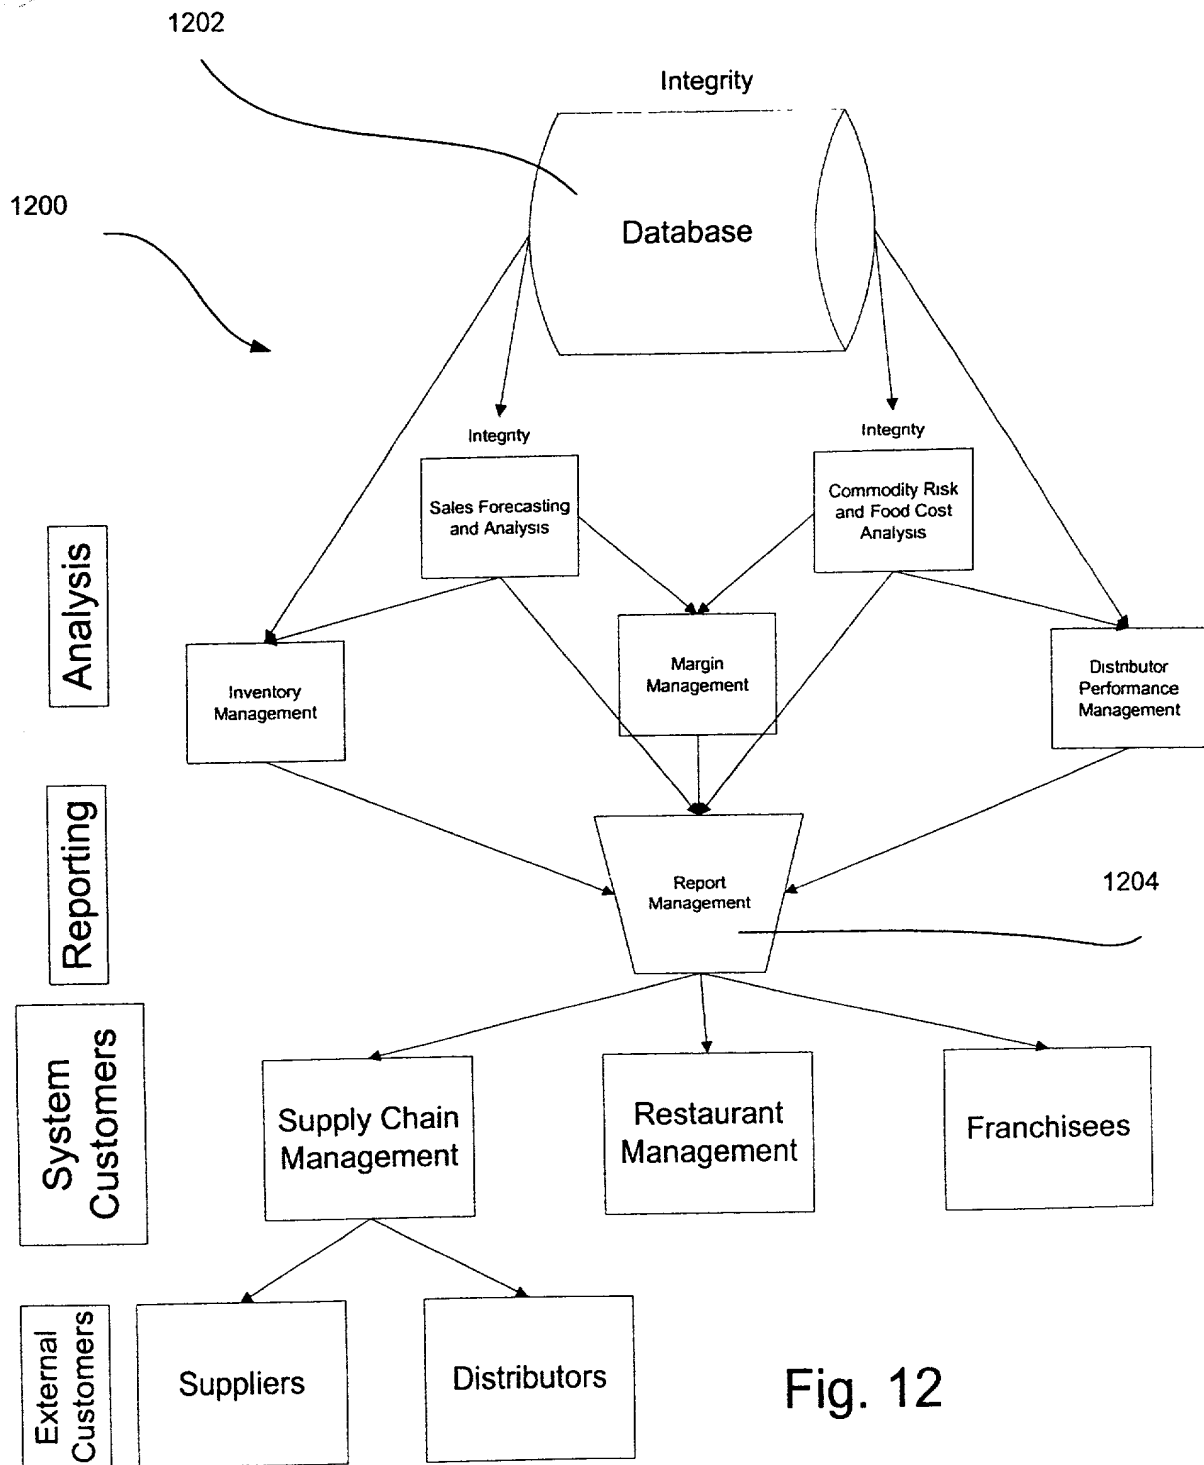 1202
Integrity
1200
Database
Integrity
Integrity
Sales Forecasting
and Analysis
Commodity Risk
and Food Cost
Analysis
Analysis
Inventory
Management
Margin
Management
Distributor
Performance
Management
Reporting
Report
Management
1204
System
Customers
Supply Chain
Management
Restaurant
Management
Franchisees
External
Customers
Suppliers
Distributors
Fig. 12